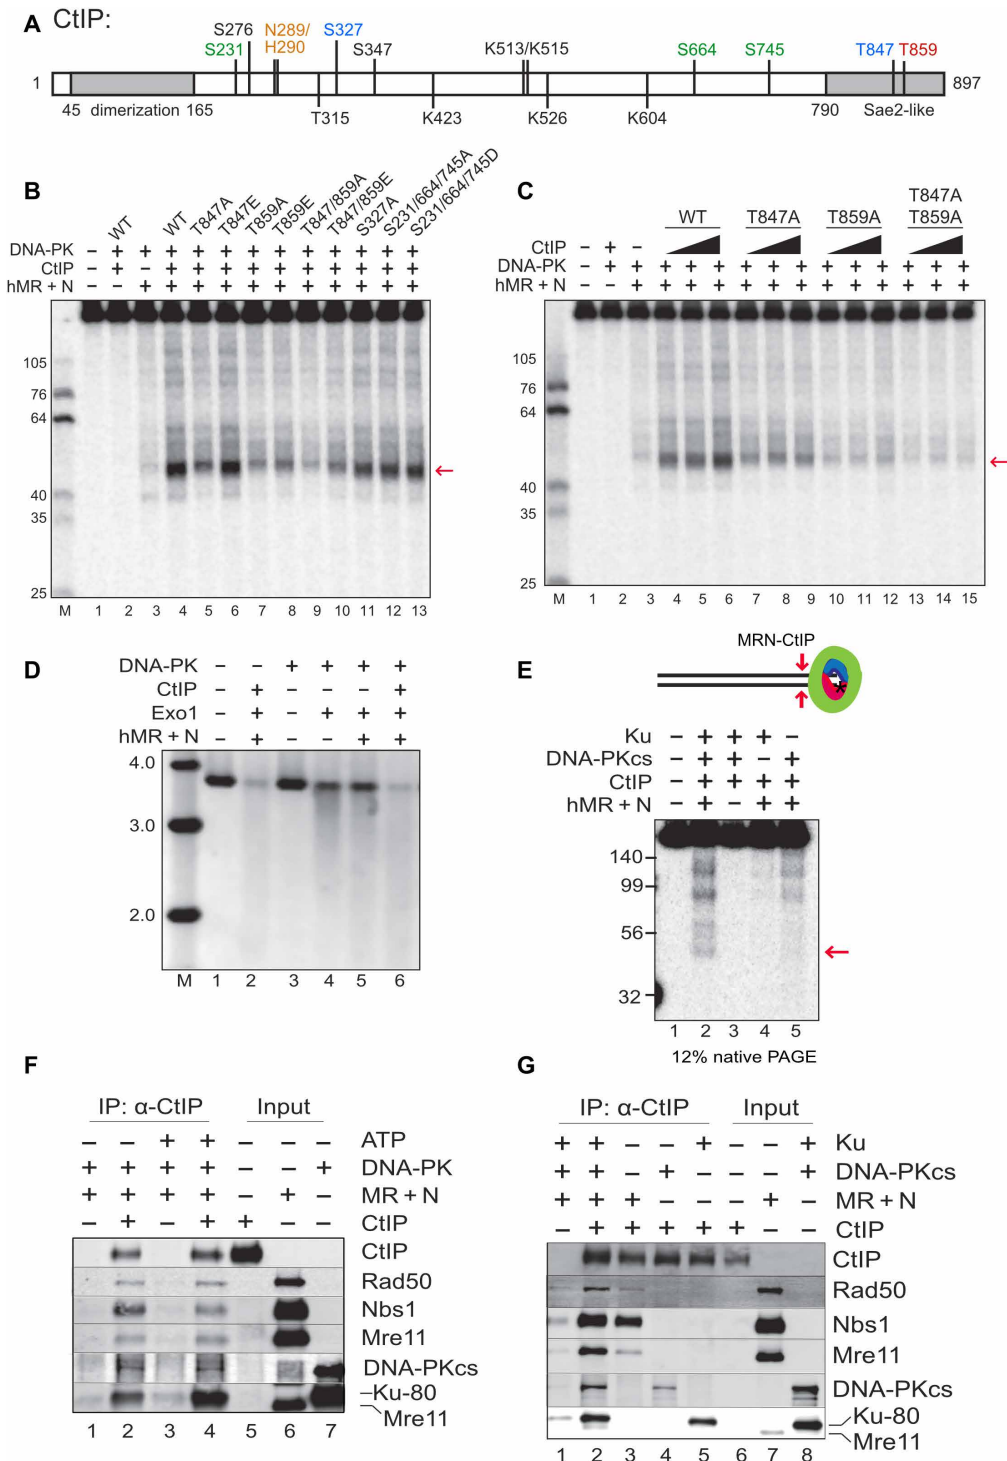 A CtIP:
S276 N289/ S327
S231 H290 S347 K513/K515 S664 S745 T847 T859
1 897
45 dimerization 165 T315 K423 K526 K604 790 Sae2-like
B
WT WT T847A T847E T859A T859E T847/859A T847/859E S327A S231/664/745A S231/664/745D
DNA-PK – + + + + + + + + + + + +
CtIP – + – + + + + + + + + + +
hMR + N – – + + + + + + + + + + +
105
76
64
40
35
25
M 1 2 3 4 5 6 7 8 9 10 11 12 13
←
C
T847A
WT T847A T859A T859A
CtIP – + –
DNA-PK – + + + + + + + + + + + + + +
hMR + N – – + + + + + + + + + + + + +
105
76
64
40
35
25
M 1 2 3 4 5 6 7 8 9 10 11 12 13 14 15
←
D
DNA-PK – – + + + +
CtIP – + – – – +
Exo1 – + – + + +
hMR + N – + – – + +
4.0
3.0
2.0
M 1 2 3 4 5 6
E
MRN-CtIP
*
Ku – + + + –
DNA-PKcs – + + – +
CtIP – + + + +
hMR + N – + – + +
140
99
56
32
←
1 2 3 4 5
12% native PAGE
F
IP: α-CtIP Input
– – + + – – – ATP
+ + + + – – + DNA-PK
+ + + + – + – MR + N
– + – + + – – CtIP
CtIP
Rad50
Nbs1
Mre11
DNA-PKcs
Ku-80
Mre11
1 2 3 4 5 6 7
G
IP: α-CtIP Input
+ + – – + – – + Ku
+ + – + – – – + DNA-PKcs
+ + + – – – + – MR + N
– + + + + + – – CtIP
CtIP
Rad50
Nbs1
Mre11
DNA-PKcs
Ku-80
Mre11
1 2 3 4 5 6 7 8